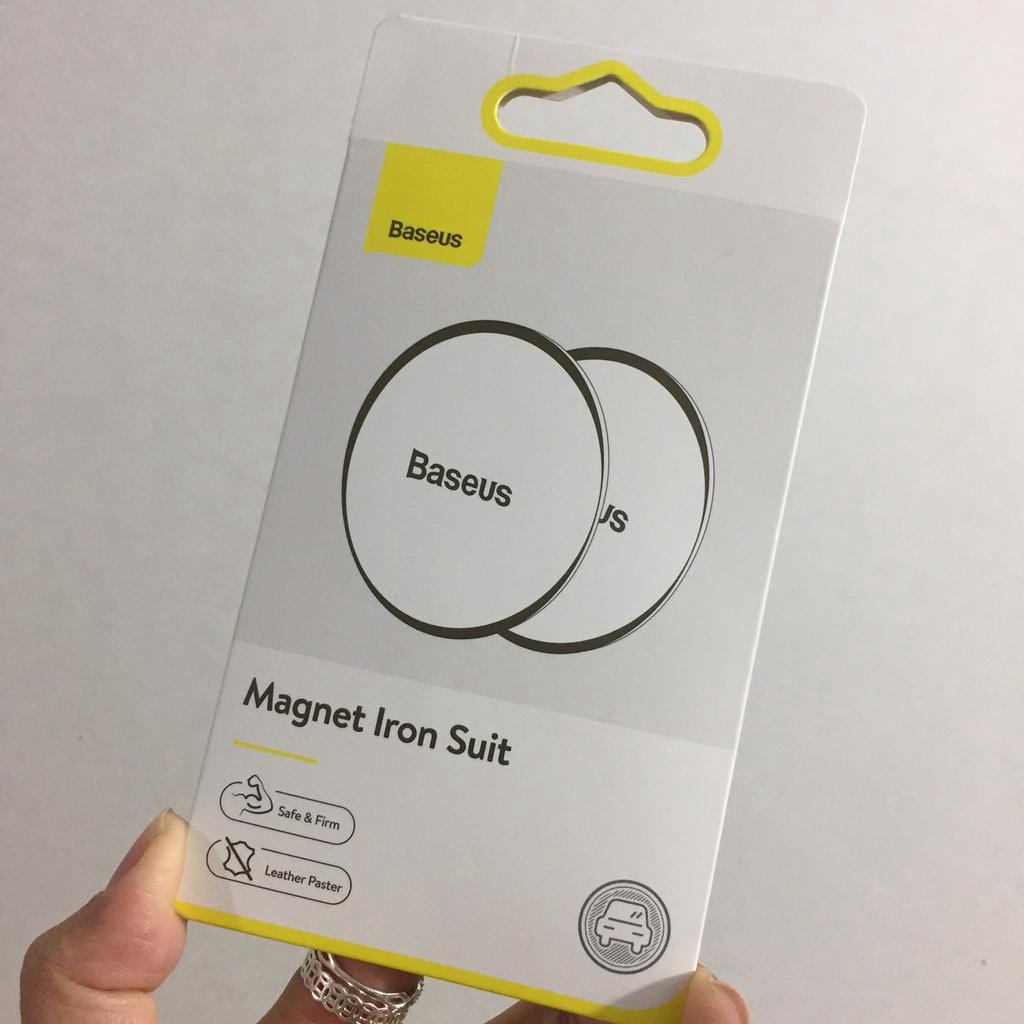 Baseus
Baseus
us
Magnet Iron Suit
Safe & Firm
Leather Paster